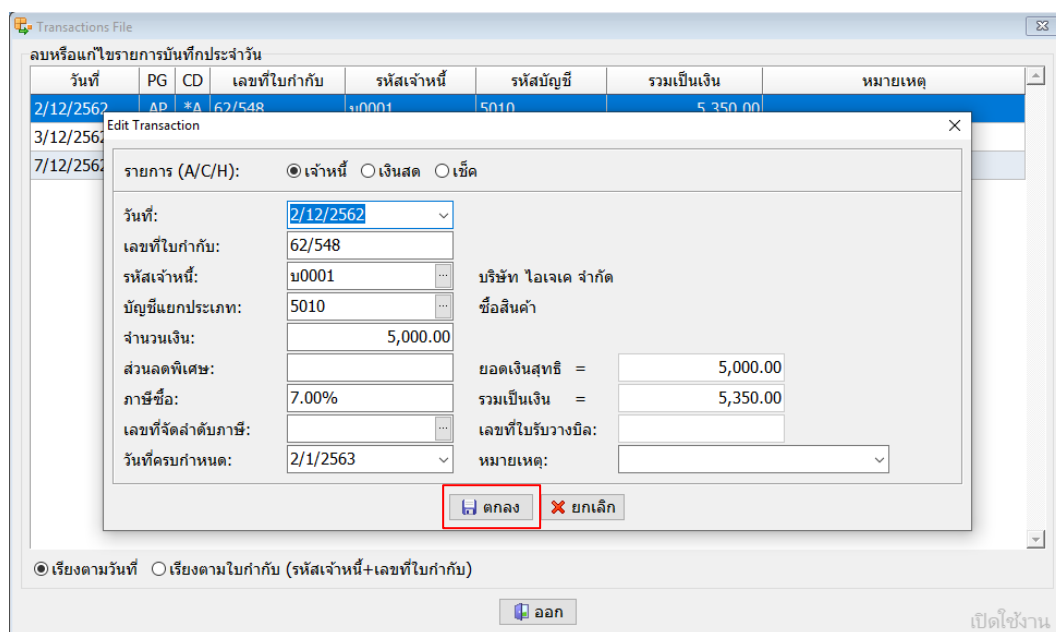 Transactions File
ลบหรือแก้ไขรายการบันทึกประจำวัน
วันที่ PG CD เลขที่ใบกำกับ รหัสเจ้าหนี้ รหัสบัญชี รวมเป็นเงิน หมายเหตุ
2/12/2562 AP *A 62/548 บ0001 5010 5,350.00
Edit Transaction
3/12/2562
7/12/2562
รายการ (A/C/H): เจ้าหนี้ เงินสด เช็ค
วันที่: 2/12/2562
เลขที่ใบกำกับ: 62/548
รหัสเจ้าหนี้: บ0001 ... บริษัท ไอเจเค จำกัด
บัญชีแยกประเภท: 5010 ... ซื้อสินค้า
จำนวนเงิน: 5,000.00
ส่วนลดพิเศษ: ยอดเงินสุทธิ = 5,000.00
ภาษีซื้อ: 7.00% รวมเป็นเงิน = 5,350.00
เลขที่จัดลำดับภาษี: ... เลขที่ใบรับวางบิล:
วันที่ครบกำหนด: 2/1/2563 หมายเหตุ:
ตกลง ยกเลิก
เรียงตามวันที่ เรียงตามใบกำกับ (รหัสเจ้าหนี้+เลขที่ใบกำกับ)
ออก
เปิดใช้งาน